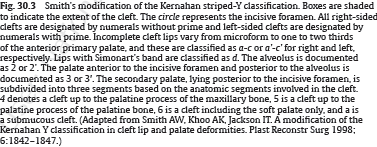 Fig. 30.3 Smith's modification of the Kernahan striped-Y classification. Boxes are shaded
to indicate the extent of the cleft. The circle represents the incisive foramen. All right-sided
clefts are designated by numerals without prime and left-sided clefts are designated by
numerals with prime. Incomplete cleft lips vary from microform to one to two thirds
of the anterior primary palate, and these are classified as a-c or a'-c' for right and left,
respectively. Lips with Simonart's band are classified as d. The alveolus is documented
as 2 or 2'. The palate anterior to the incisive foramen and posterior to the alveolus is
documented as 3 or 3'. The secondary palate, lying posterior to the incisive foramen, is
subdivided into three segments based on the anatomic segments involved in the cleft.
4 denotes a cleft up to the palatine process of the maxillary bone, 5 is a cleft up to the
palatine process of the palatine bone, 6 is a cleft including the soft palate only, and a is
a submucous cleft. (Adapted from Smith AW, Khoo AK, Jackson IT. A modification of the
Kernahan Y classification in cleft lip and palate deformities. Plast Reconstr Surg 1998;
6:1842–1847.)